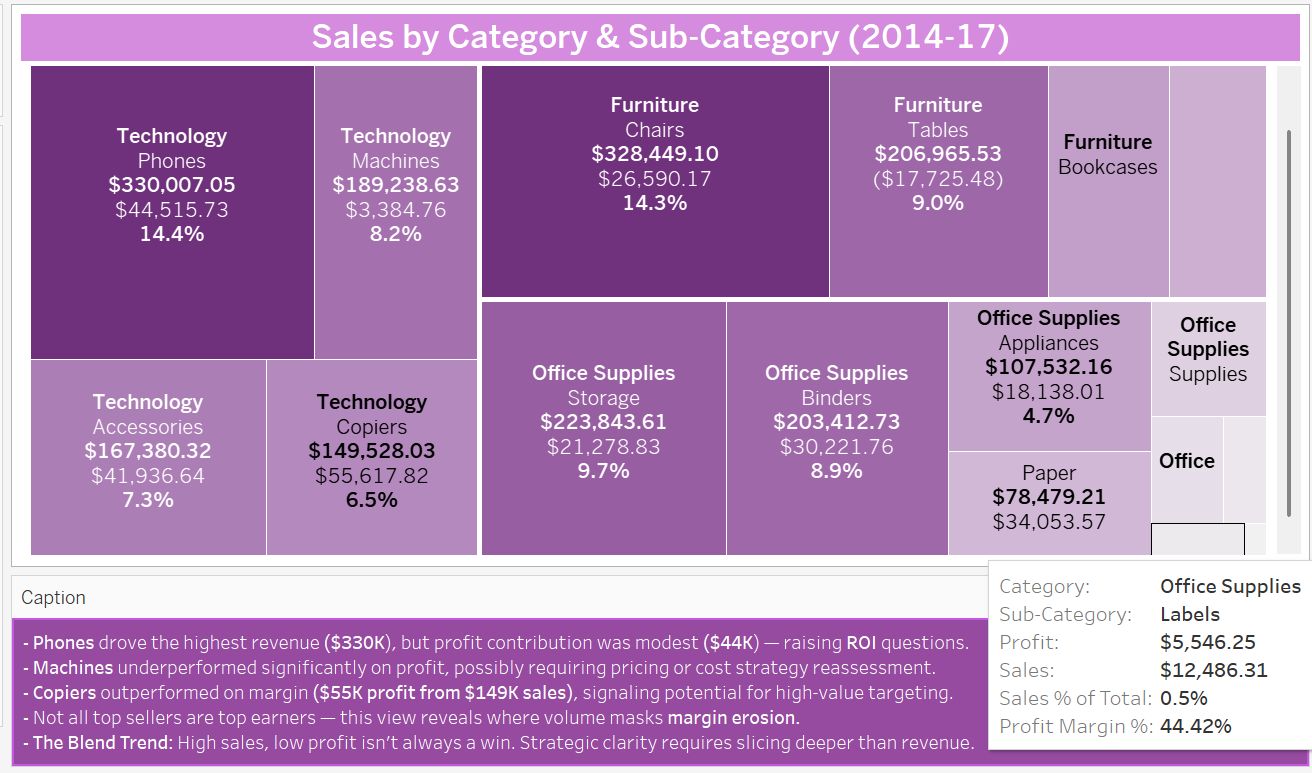 Sales by Category & Sub-Category (2014-17)
Technology
Phones
$330,007.05
$44,515.73
14.4%
Technology
Machines
$189,238.63
$3,384.76
8.2%
Technology
Accessories
$167,380.32
$41,936.64
7.3%
Technology
Copiers
$149,528.03
$55,617.82
6.5%
Furniture
Chairs
$328,449.10
$26,590.17
14.3%
Furniture
Tables
$206,965.53
($17,725.48)
9.0%
Furniture
Bookcases
Office Supplies
Storage
$223,843.61
$21,278.83
9.7%
Office Supplies
Binders
$203,412.73
$30,221.76
8.9%
Office Supplies
Appliances
$107,532.16
$18,138.01
4.7%
Paper
$78,479.21
$34,053.57
Office
Supplies
Supplies
Office
Caption
- Phones drove the highest revenue ($330K), but profit contribution was modest ($44K) — raising ROI questions.
- Machines underperformed significantly on profit, possibly requiring pricing or cost strategy reassessment.
- Copiers outperformed on margin ($55K profit from $149K sales), signaling potential for high-value targeting.
- Not all top sellers are top earners — this view reveals where volume masks margin erosion.
- The Blend Trend: High sales, low profit isn’t always a win. Strategic clarity requires slicing deeper than revenue.
Category: Office Supplies
Sub-Category: Labels
Profit: $5,546.25
Sales: $12,486.31
Sales % of Total: 0.5%
Profit Margin %: 44.42%